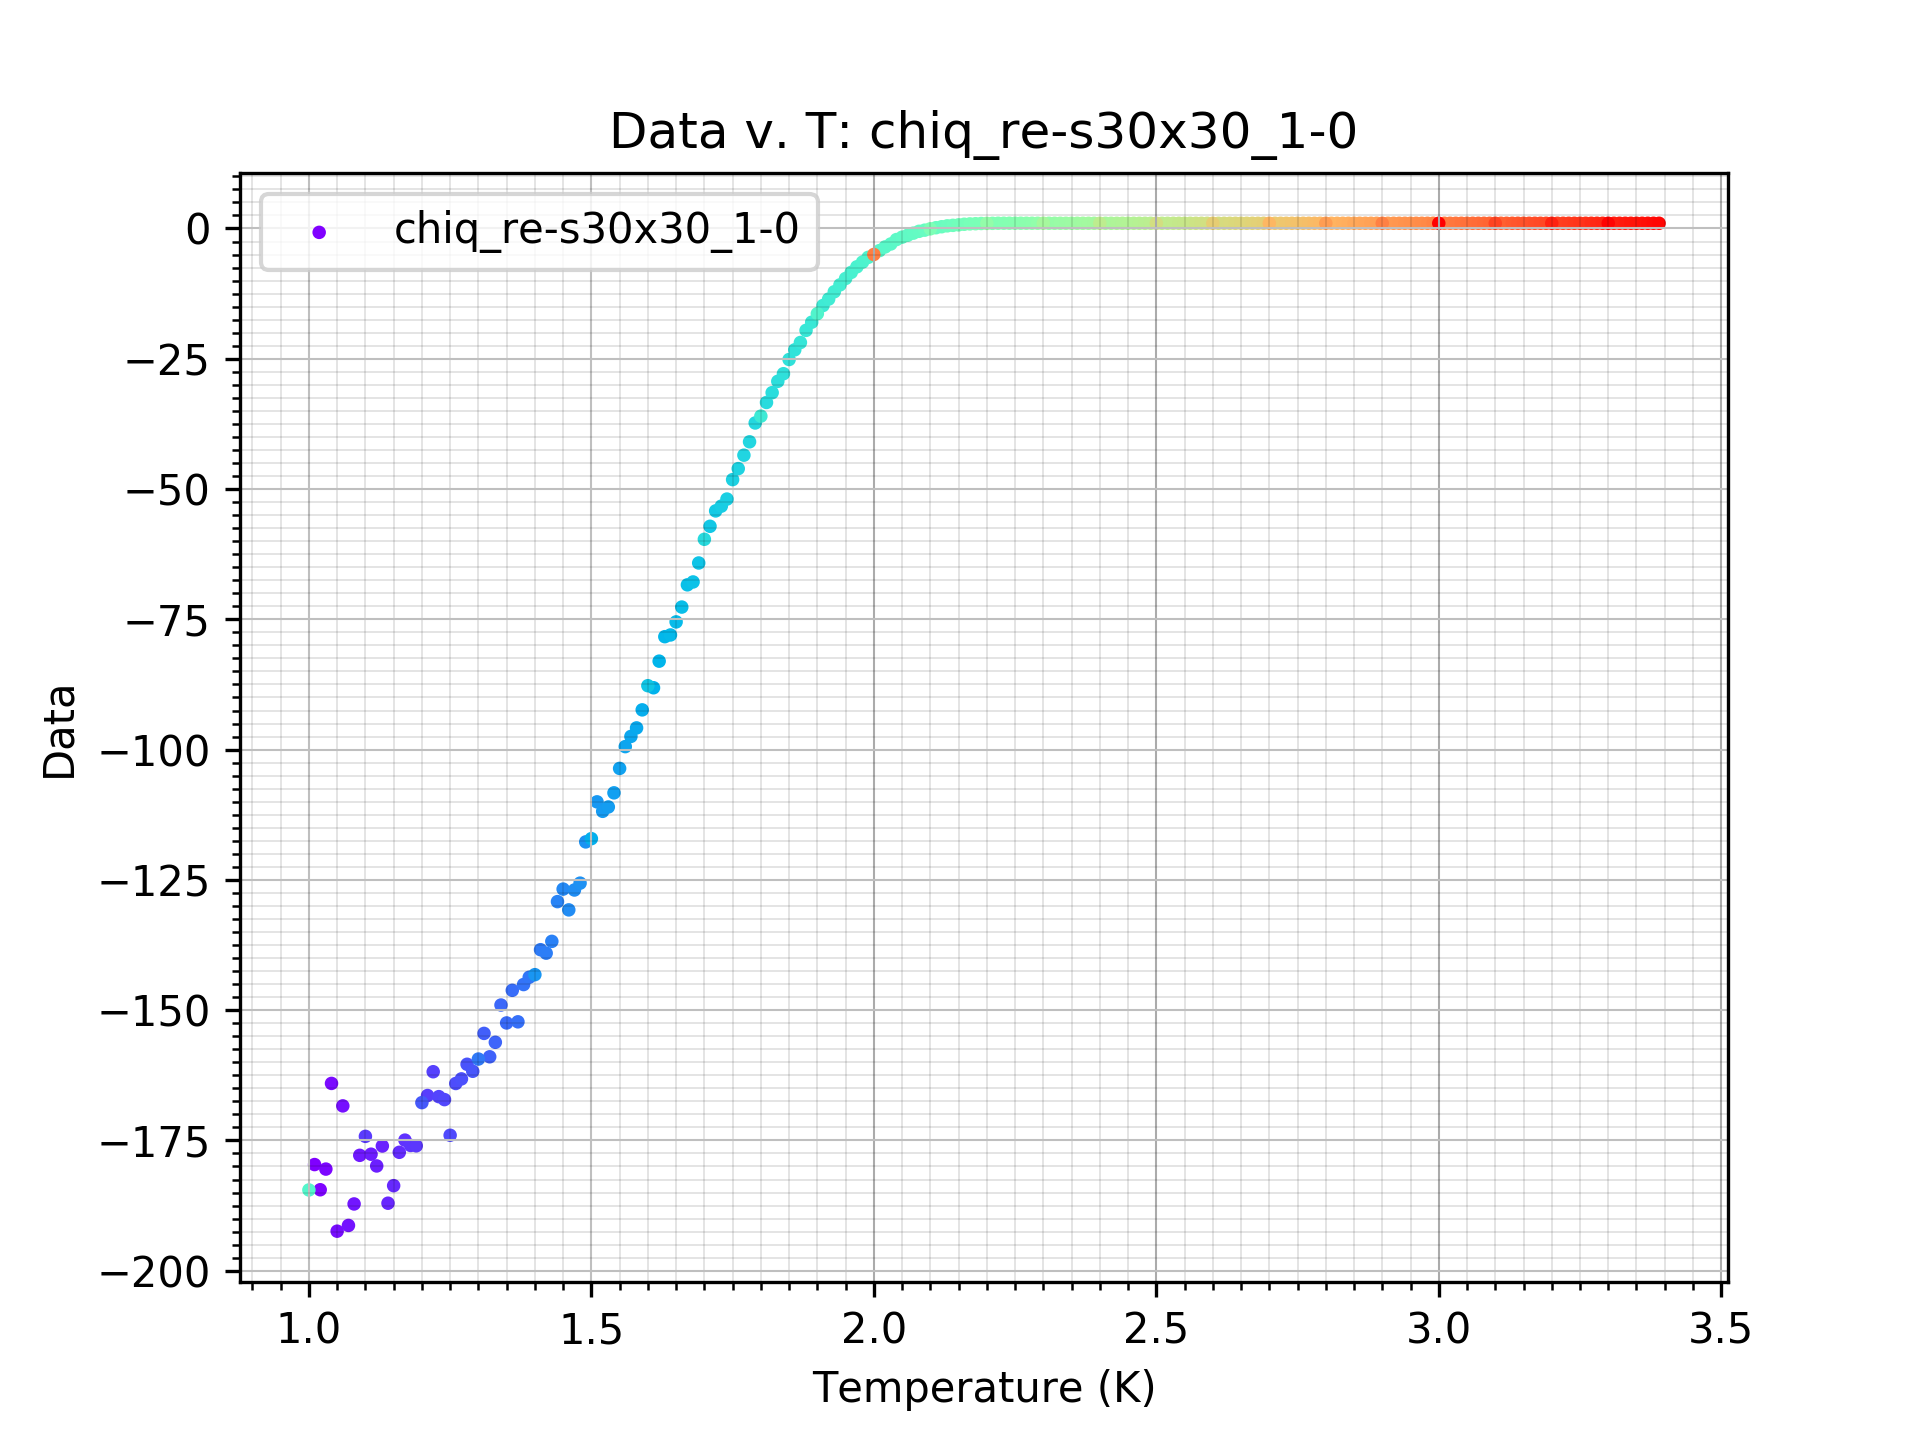 Data v. T: chiq_re-s30x30_1-0
chiq_re-s30x30_1-0
0
−25
−50
−75
−100
−125
−150
−175
−200
Data
1.0 1.5 2.0 2.5 3.0 3.5
Temperature (K)